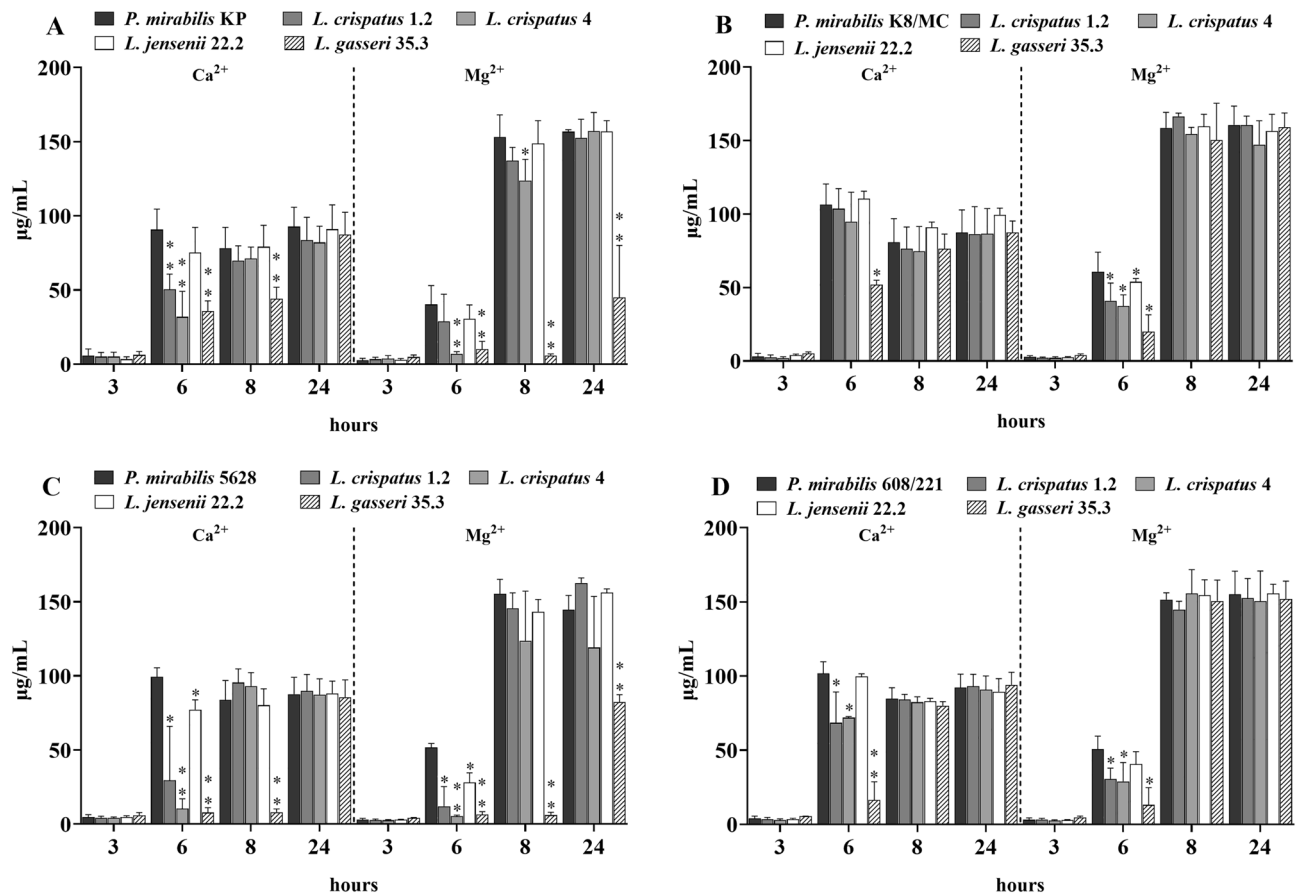 A
P. mirabilis KP L. crispatus 1.2 L. crispatus 4
L. jensenii 22.2 L. gasseri 35.3
Ca2+ Mg2+
200
150
100
50
0
µg/mL
* * * * * * * * * * * * * * * * *
3 6 8 24 3 6 8 24
hours
B
P. mirabilis K8/MC L. crispatus 1.2 L. crispatus 4
L. jensenii 22.2 L. gasseri 35.3
Ca2+ Mg2+
200
150
100
50
0
µg/mL
* * * * *
3 6 8 24 3 6 8 24
hours
C
P. mirabilis 5628 L. crispatus 1.2 L. crispatus 4
L. jensenii 22.2 L. gasseri 35.3
Ca2+ Mg2+
200
150
100
50
0
µg/mL
* * * * * * * * * * * * * * * * * *
3 6 8 24 3 6 8 24
hours
D
P. mirabilis 608/221 L. crispatus 1.2 L. crispatus 4
L. jensenii 22.2 L. gasseri 35.3
Ca2+ Mg2+
200
150
100
50
0
µg/mL
* * * * * * *
3 6 8 24 3 6 8 24
hours